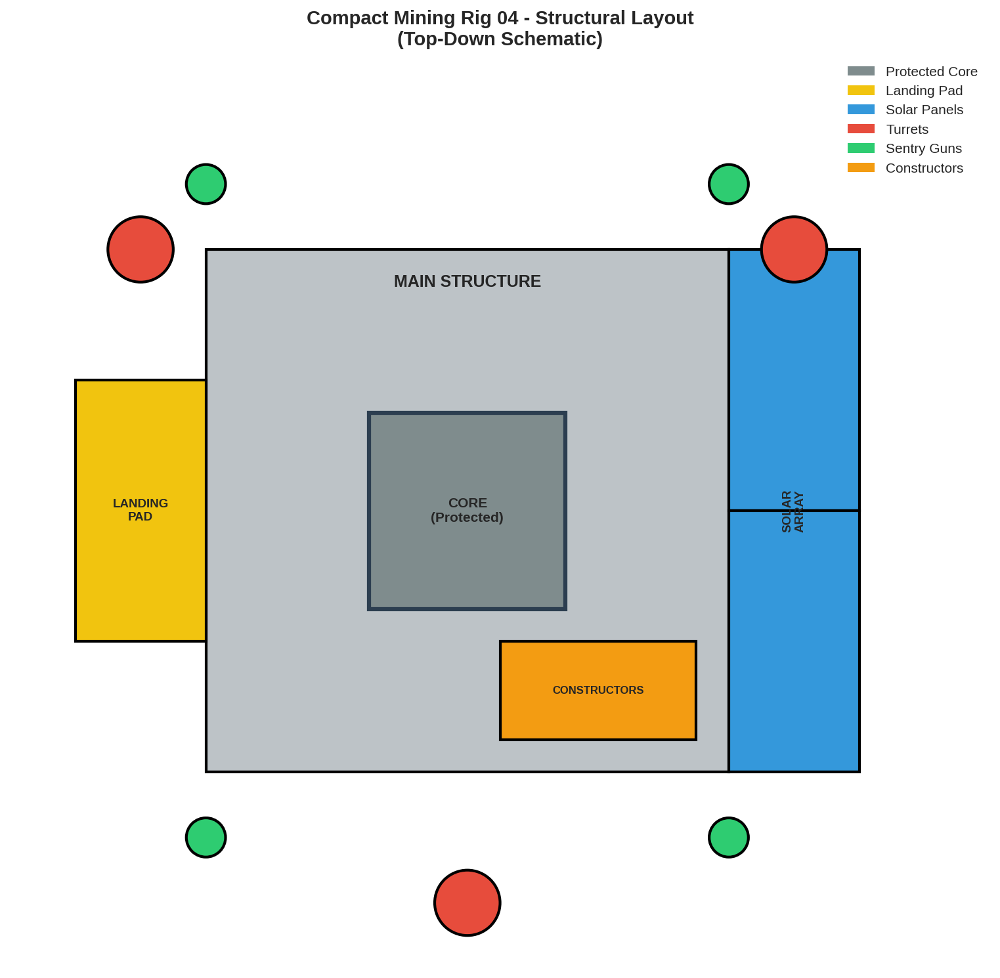 Compact Mining Rig 04 - Structural Layout
(Top-Down Schematic)
Protected Core
Landing Pad
Solar Panels
Turrets
Sentry Guns
Constructors
MAIN STRUCTURE
LANDING
PAD
CORE
(Protected)
SOLAR
ARRAY
CONSTRUCTORS